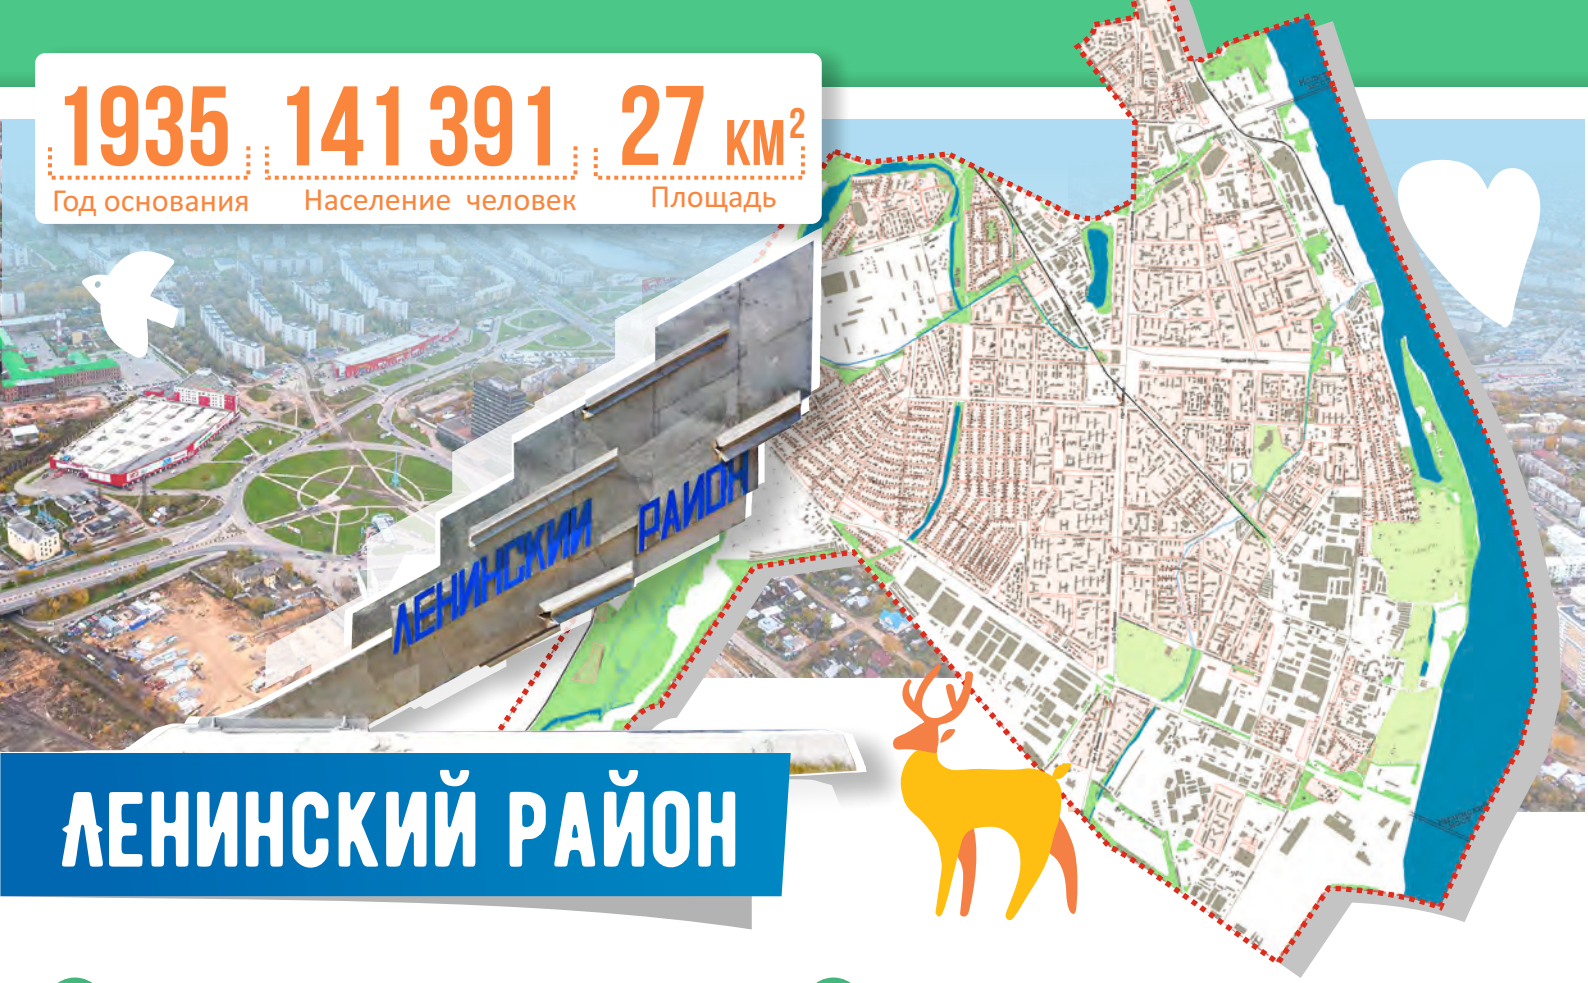 1935
Год основания
141 391
Население человек
27 КМ²
Площадь
ЛЕНИНСКИЙ РАЙОН
ЛЕНИНСКИЙ РАЙОН